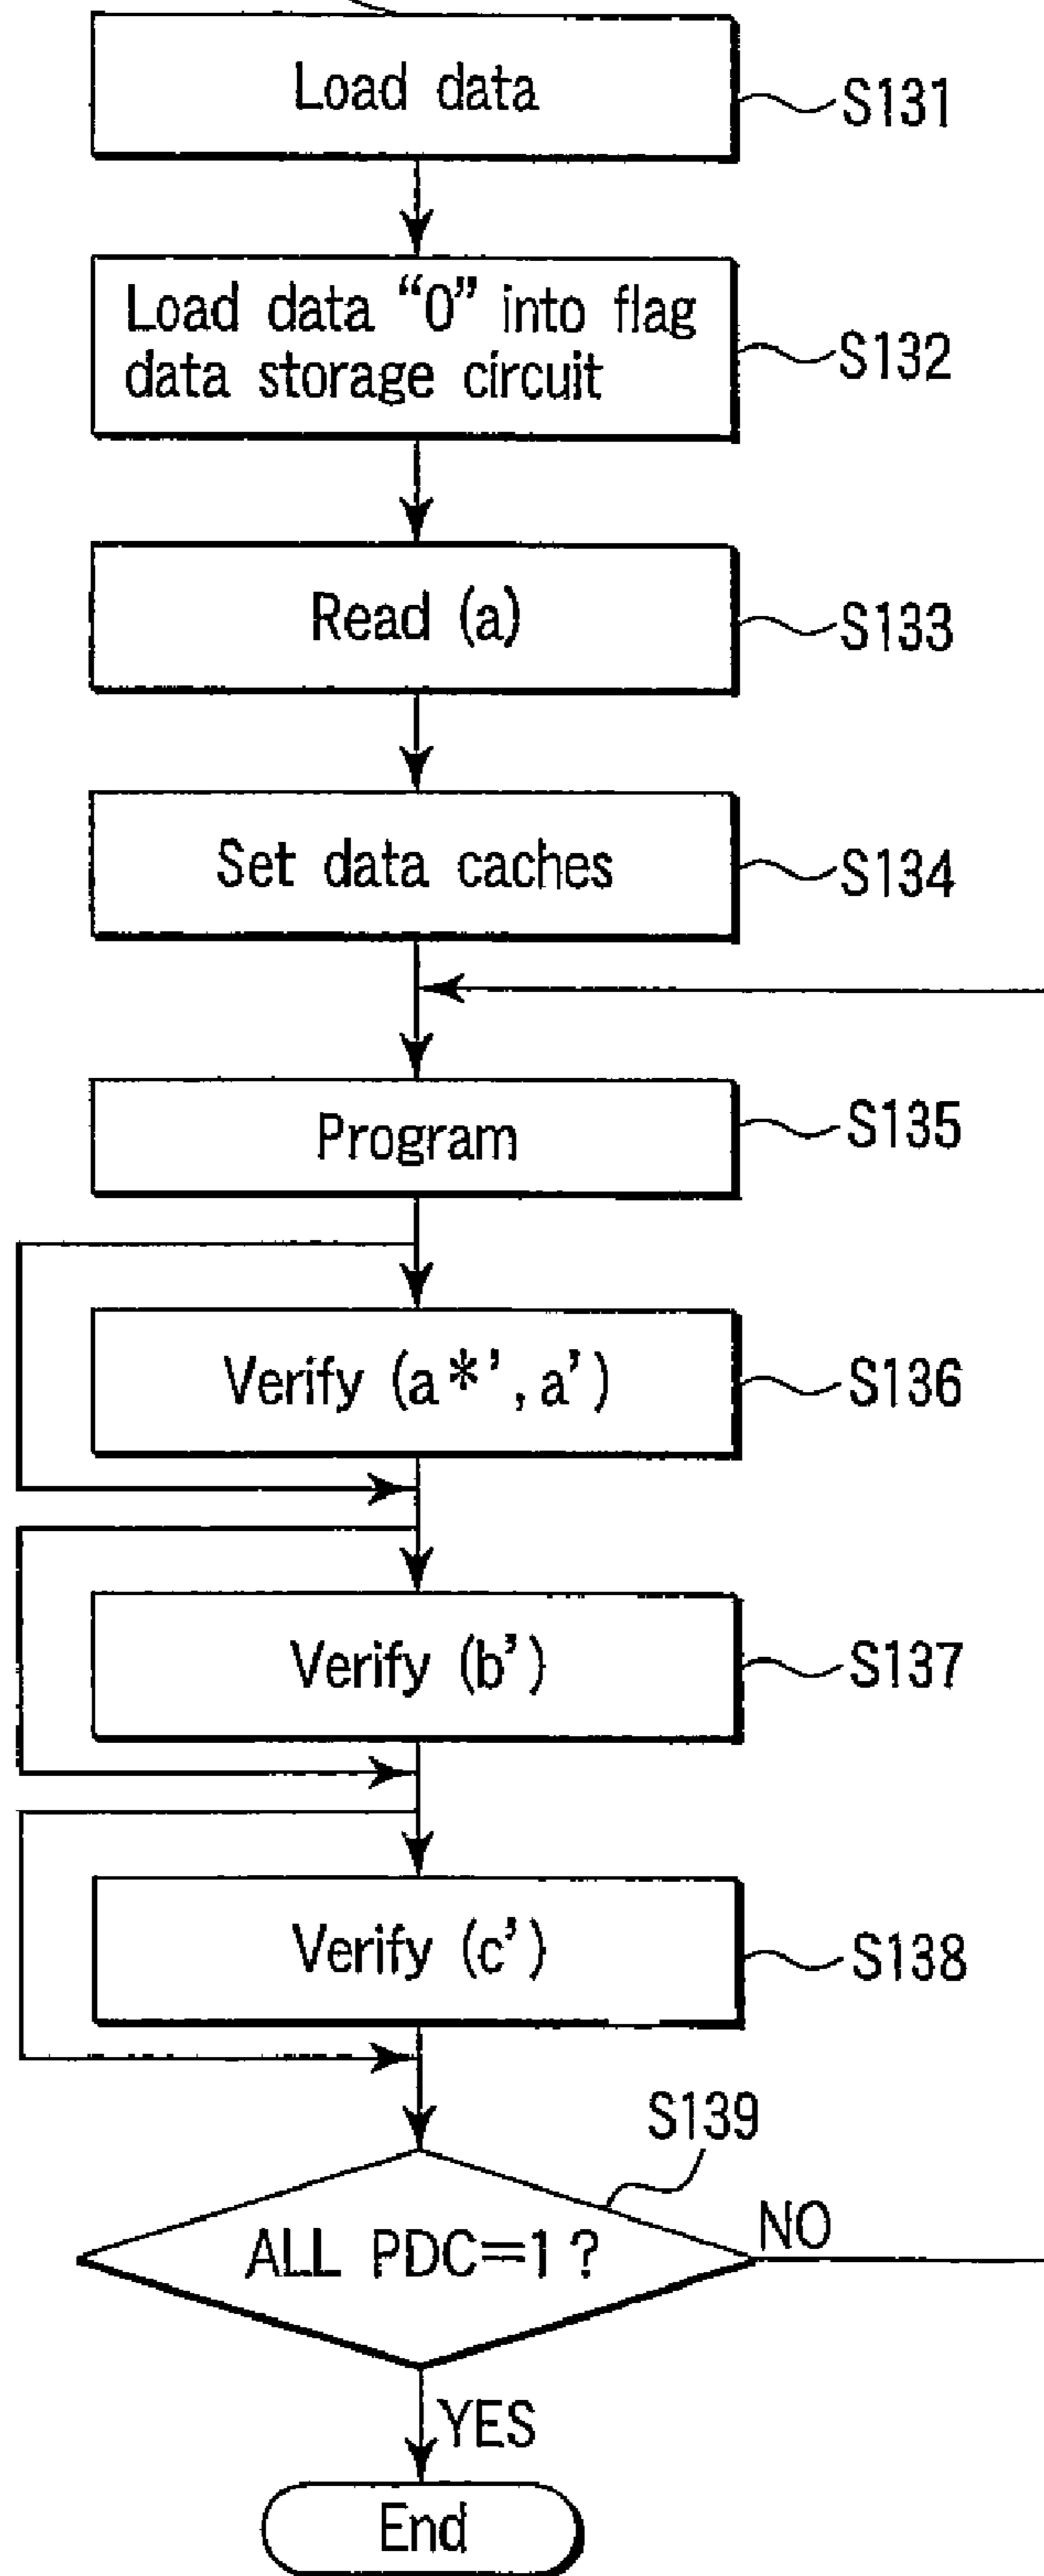 Load data
S131
Load data “0” into flag
data storage circuit
S132
Read (a)
S133
Set data caches
S134
Program
S135
Verify (a*’, a’)
S136
Verify (b’)
S137
Verify (c’)
S138
S139
ALL PDC=1?
NO
YES
End